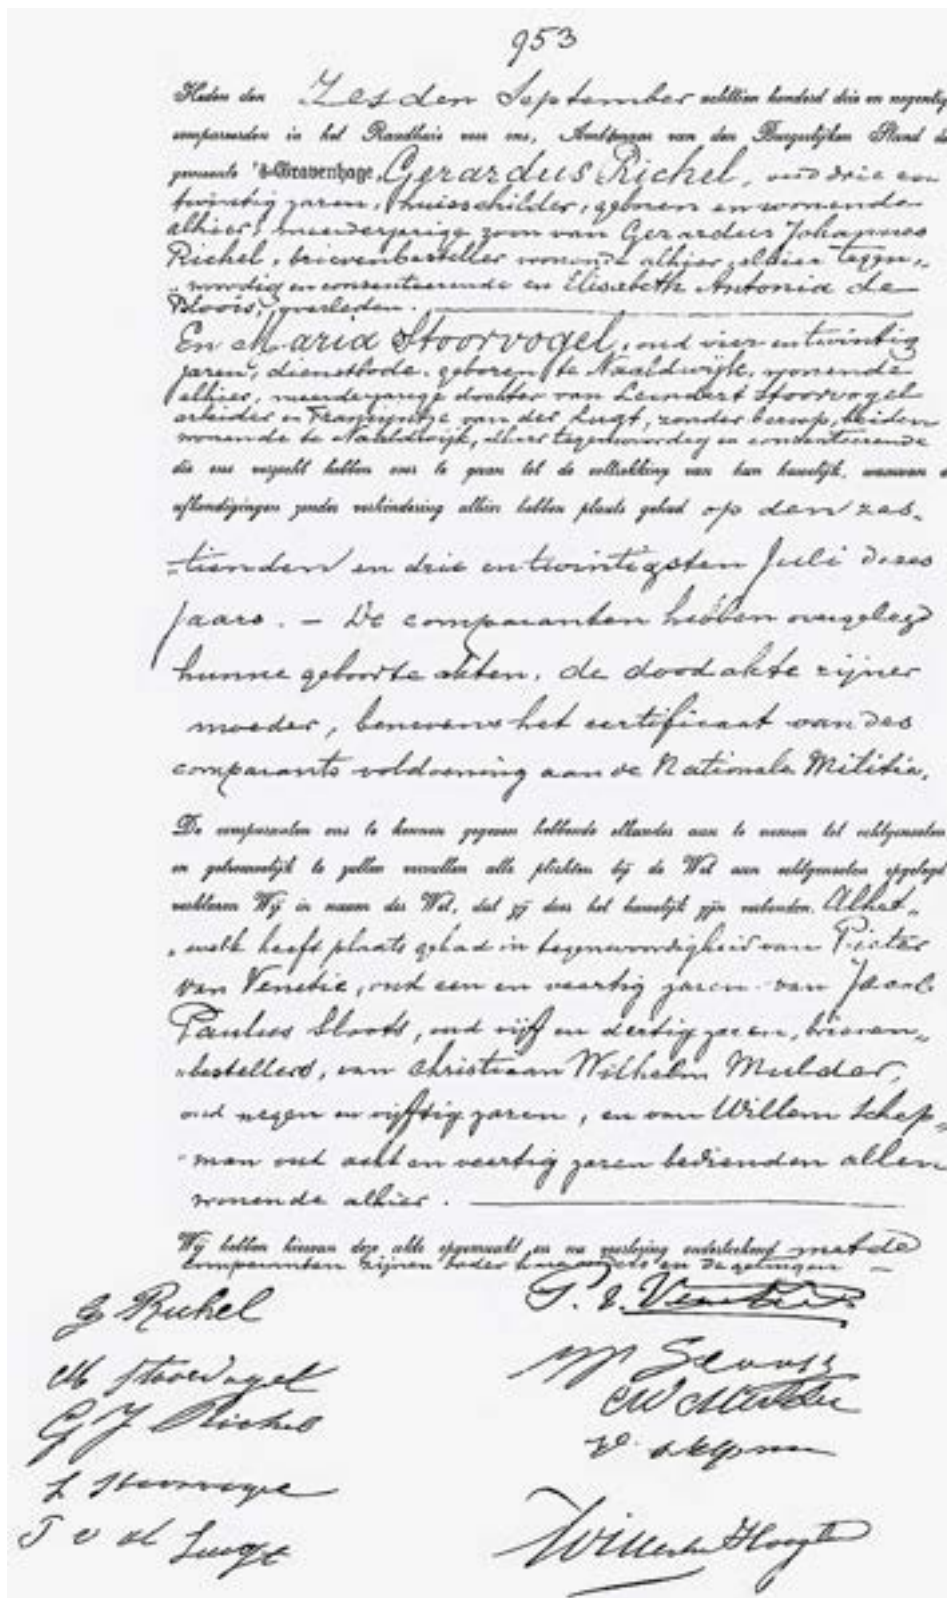 953
Heden den Zesden September achttien honderd drie en negentig
compareerden in het Raadhuis voor ons, Ambtenaar van den Burgerlijken Stand de
gemeente 's-Gravenhage, Gerardus Richel, oud drie en
twintig jaren, huisschilder, geboren en wonende
alhier, meerderjarige zoon van Gerardus Johannes
Richel, brievenbesteller wonende alhier, alhier tegen„
„woordig en consenteerende en Elisabeth Antonia de
overleden.
En Maria Stoorvogel, oud vier en twintig
jaren, dienstbode, geboren te Naaldwijk, wonende
alhier, meerderjarige dochter van Leendert Stoorvogel
arbeider en van der Lugt, zonder beroep, beiden
wonende te Naaldwijk, alhier tegenwoordig en consenteerende
die ons verzocht hebben over te gaan tot de voltrekking van hun huwelijk, waarvan de
afkondigingen zonder verhindering alhier hebben plaats gehad op den zes„
„tienden en drie en twintigsten Juli dezes
jaars. — De comparanten hebben overgelegd
hunne geboorte akten, de dood akte zijner
moeder, benevens het certificaat van des
comparants voldoening aan de Nationale Militie.
De comparanten ons te kennen gegeven hebbende elkander aan te nemen tot echtgenooten
en getrouwelijk te zullen vervullen alle plichten bij de Wet aan echtgenooten opgelegd
verklaren Wij in naam der Wet, dat zij door het huwelijk zijn verbonden. Alhet„
„welk heeft plaats gehad in tegenwoordigheid van Pieter
van Venetie, oud een en veertig jaren van Jacob
Paulus Sloots, oud vijf en dertig jaren, brieven„
„bestellers, van Christiaan Wilhelm Mulder,
oud negen en vijftig jaren, en van Willem Schep„
„man oud acht en veertig jaren bedienden allen
wonende alhier.
Wij hebben hiervan deze akte opgemaakt en na voorlezing onderteekend met de
comparanten zijnen vader hare ouders en de getuigen
G Richel
P. v. Venetie
M Stoorvogel
Sloots
G J Richel
CW Mulder
L Stoorvogel
W. Schepman
v d Lugt